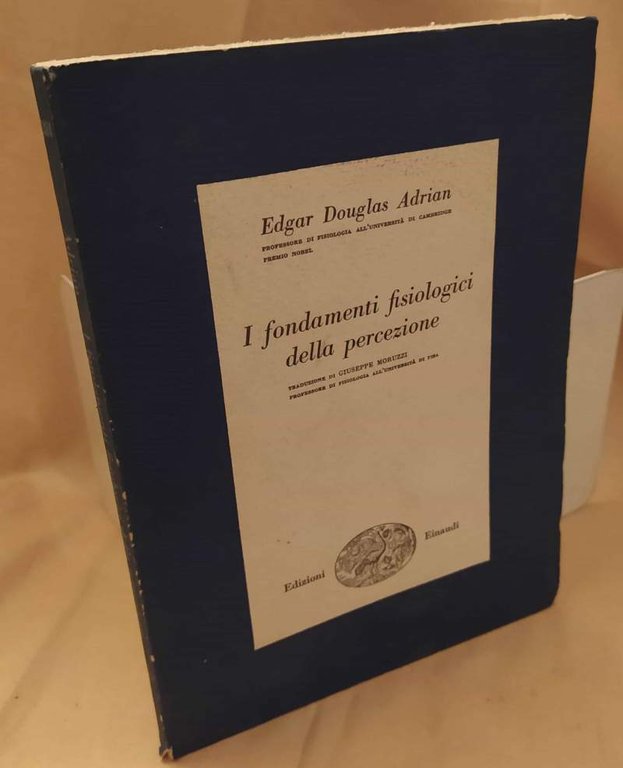 Edgar Douglas Adrian
PROFESSORE DI FISIOLOGIA ALL'UNIVERSITÀ DI CAMBRIDGE
PREMIO NOBEL
I fondamenti fisiologici
della percezione
TRADUZIONE DI GIUSEPPE MORUZZI
PROFESSORE DI FISIOLOGIA ALL'UNIVERSITÀ DI PISA
Edizioni Einaudi